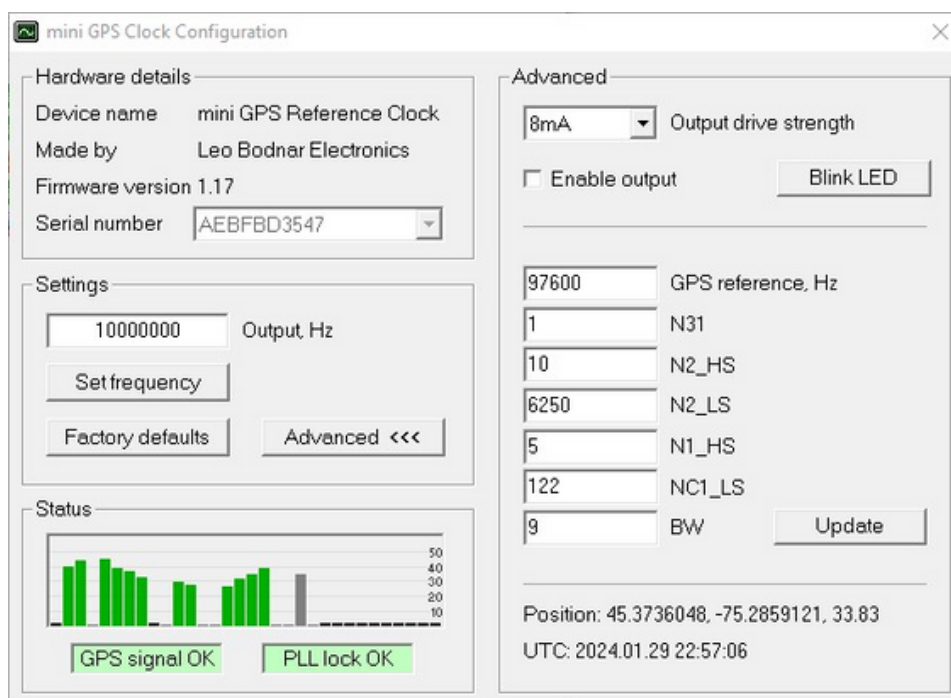 mini GPS Clock Configuration
Hardware details
Device name mini GPS Reference Clock
Made by Leo Bodnar Electronics
Firmware version 1.17
Serial number AEBFBD3547
Settings
10000000 Output, Hz
Set frequency
Factory defaults Advanced <<<
Status
50
40
30
20
10
GPS signal OK PLL lock OK
Advanced
8mA Output drive strength
Enable output Blink LED
97600 GPS reference, Hz
1 N31
10 N2_HS
6250 N2_LS
5 N1_HS
122 NC1_LS
9 BW Update
Position: 45.3736048, -75.2859121, 33.83
UTC: 2024.01.29 22:57:06